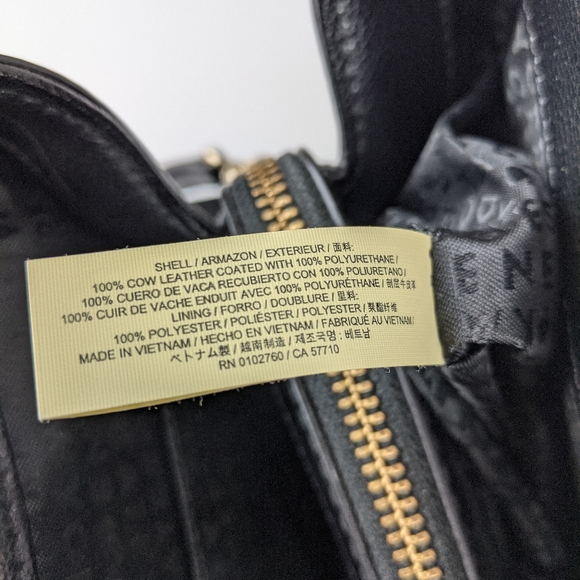 SHELL / ARMAZON / EXTERIEUR / 面料:
100% COW LEATHER COATED WITH 100% POLYURETHANE /
100% CUERO DE VACA RECUBIERTO CON 100% POLIURETANO /
100% CUIR DE VACHE ENDUIT AVEC 100% POLYURÉTHANE / 剖层牛皮革
LINING / FORRO / DOUBLURE / 里料:
100% POLYESTER / POLIÉSTER / POLYESTER / 聚酯纤维
MADE IN VIETNAM / HECHO EN VIETNAM / FABRIQUÉ AU VIETNAM /
ベトナム製 / 越南制造 / 제조국명 : 베트남
RN 0102760 / CA 57710